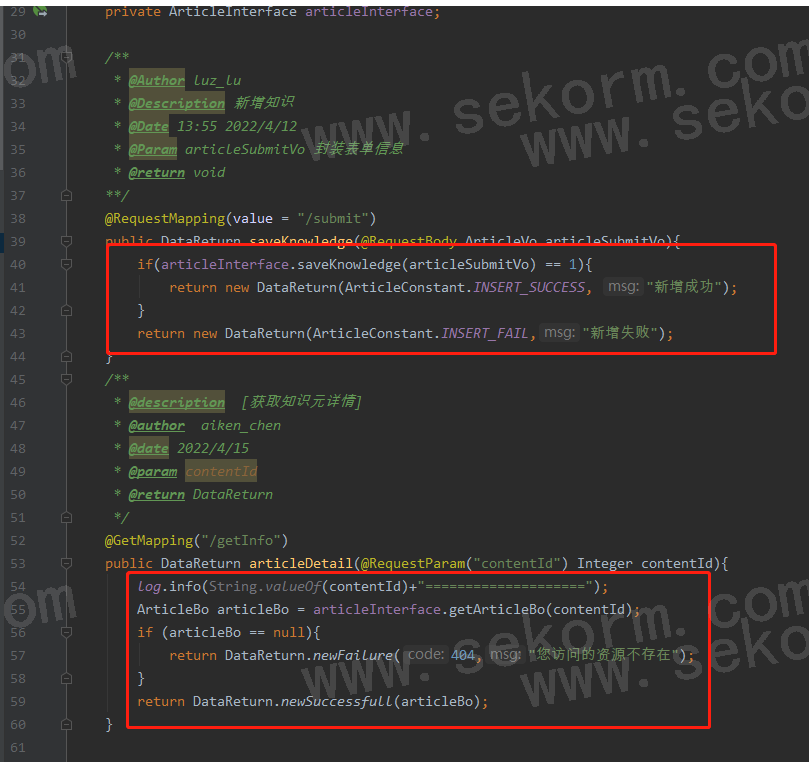 29 private ArticleInterface articleInterface;
30
31 /**
32 * @Author luz_lu
33 * @Description 新增知识
34 * @Date 13:55 2022/4/12
35 * @Param articleSubmitVo 封装表单信息
36 * @return void
37 **/
38 @RequestMapping(value = "/submit")
39 public DataReturn saveKnowledge(@RequestBody ArticleVo articleSubmitVo){
40 if(articleInterface.saveKnowledge(articleSubmitVo) == 1){
41 return new DataReturn(ArticleConstant.INSERT_SUCCESS, msg: "新增成功");
42 }
43 return new DataReturn(ArticleConstant.INSERT_FAIL, msg: "新增失败");
44 }
45 /**
46 * @description [获取知识元详情]
47 * @author aiken_chen
48 * @date 2022/4/15
49 * @param contentId
50 * @return DataReturn
51 */
52 @GetMapping("/getInfo")
53 public DataReturn articleDetail(@RequestParam("contentId") Integer contentId){
54 log.info(String.valueOf(contentId)+"====================");
55 ArticleBo articleBo = articleInterface.getArticleBo(contentId);
56 if (articleBo == null){
57 return DataReturn.newFailure( code: 404, msg: "您访问的资源不存在");
58 }
59 return DataReturn.newSuccessfull(articleBo);
60 }
61
om
www.sekorm.com
www.seko
om
www.sekorm.com
www.seko